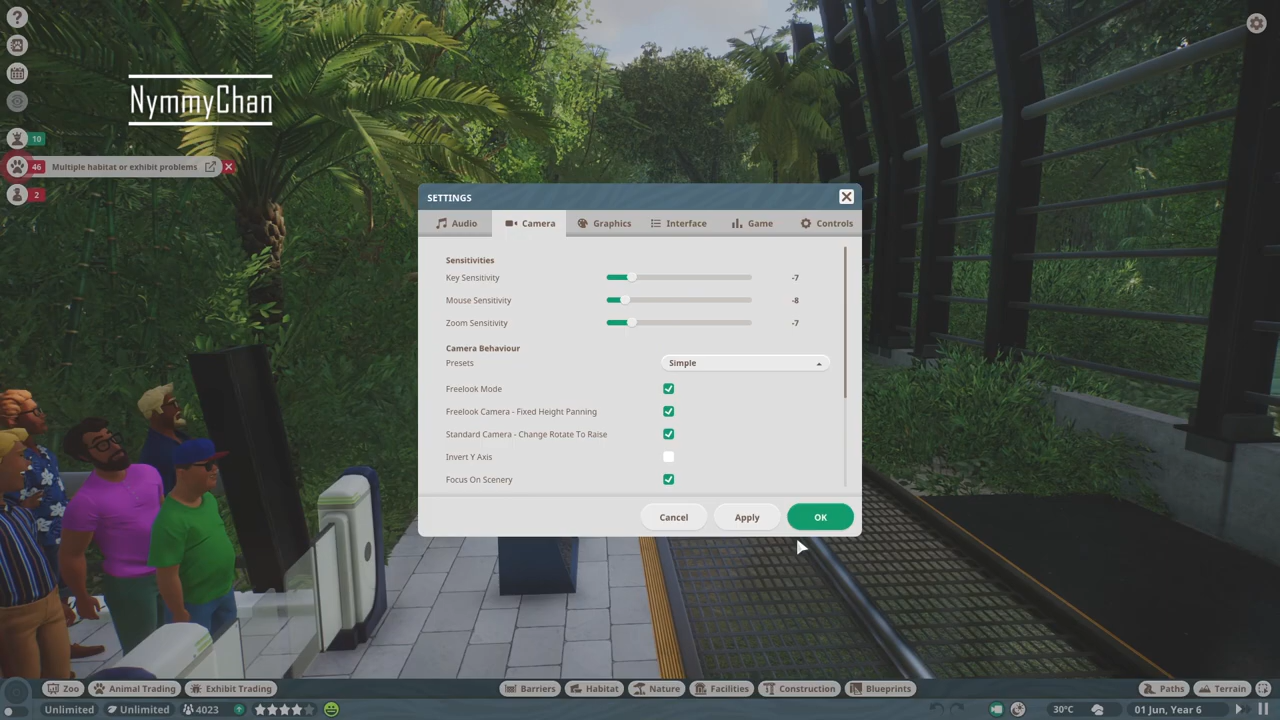 ?
NymmyChan
10
46 Multiple habitat or exhibit problems
2
SETTINGS
Audio Camera Graphics Interface Game Controls
Sensitivities
Key Sensitivity -7
Mouse Sensitivity -8
Zoom Sensitivity -7
Camera Behaviour
Presets Simple
Freelook Mode
Freelook Camera - Fixed Height Panning
Standard Camera - Change Rotate To Raise
Invert Y Axis
Focus On Scenery
Cancel Apply OK
Zoo Animal Trading Exhibit Trading Barriers Habitat Nature Facilities Construction Blueprints Paths Terrain
Unlimited Unlimited 4023 30°C 01 Jun, Year 6